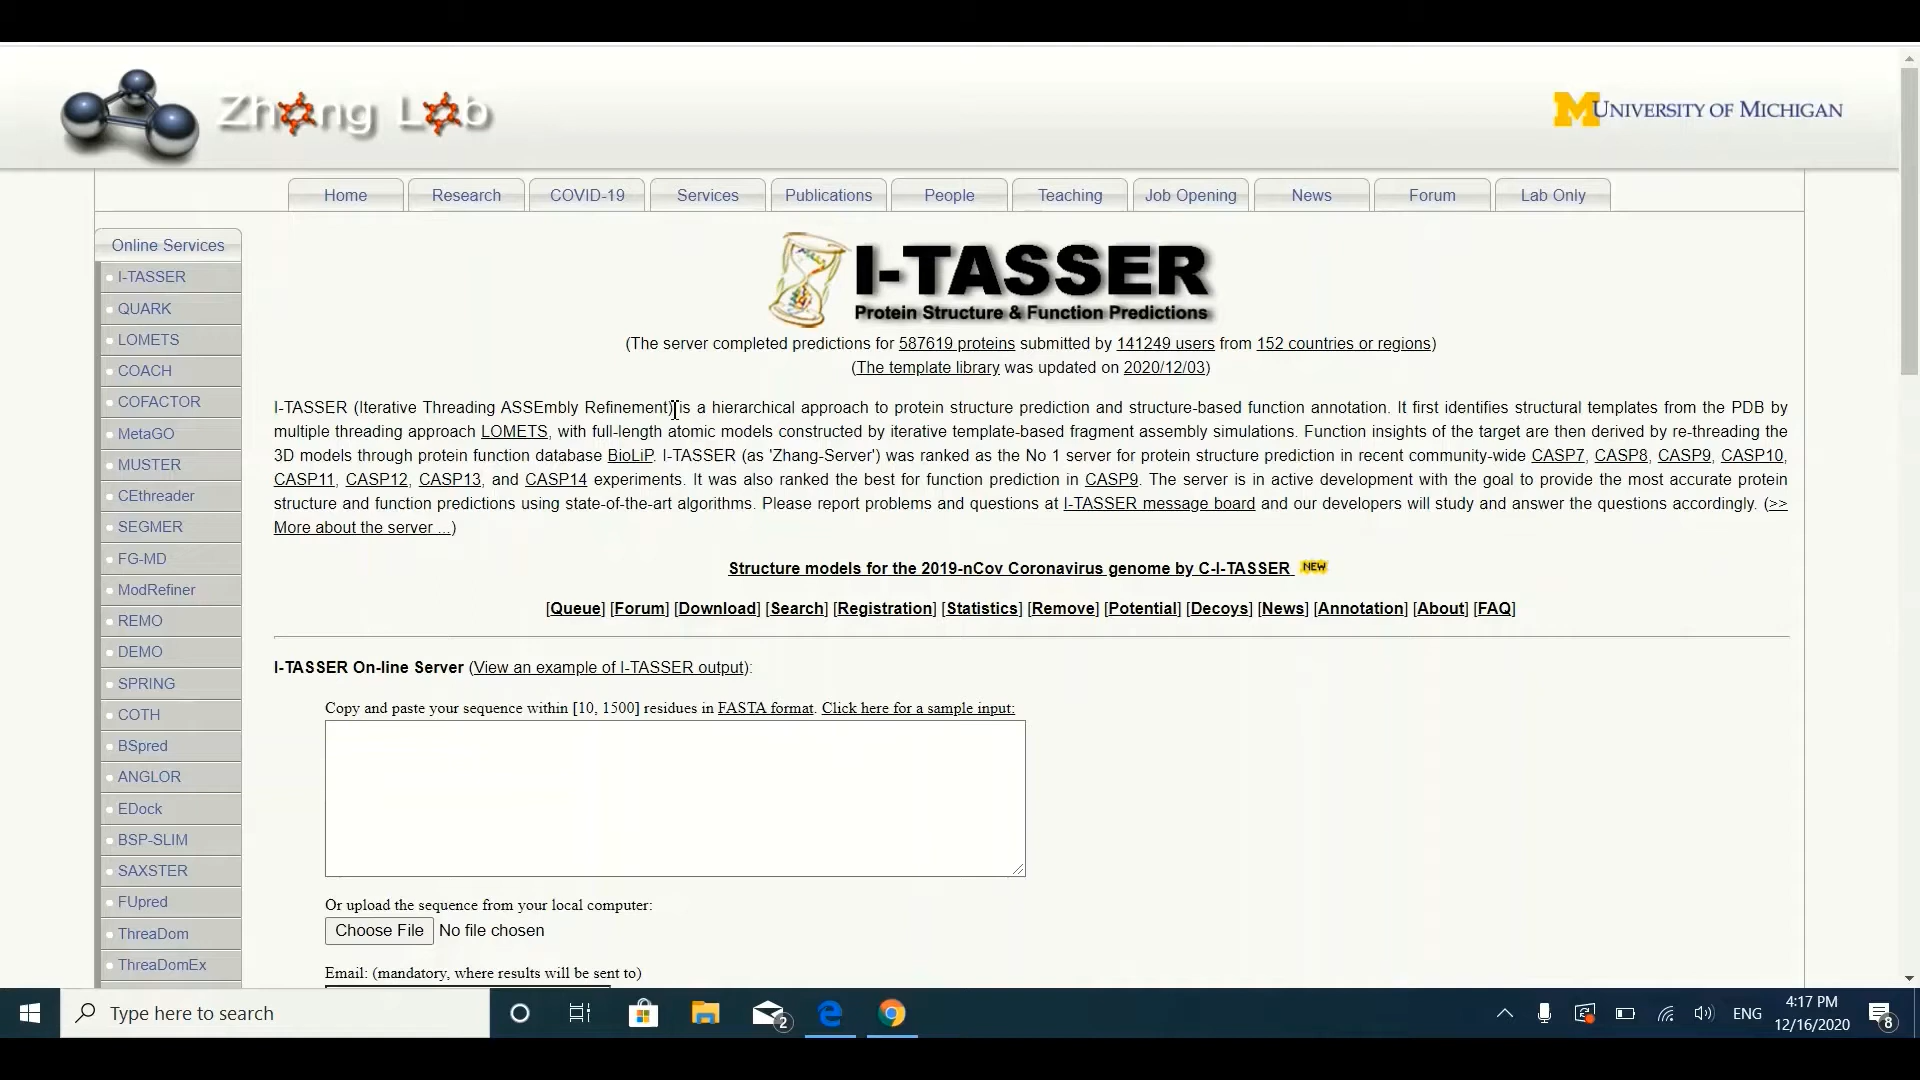 Zhang Lab
M UNIVERSITY OF MICHIGAN
Home Research COVID-19 Services Publications People Teaching Job Opening News Forum Lab Only
Online Services
I-TASSER
QUARK
LOMETS
COACH
COFACTOR
MetaGO
MUSTER
CEthreader
SEGMER
FG-MD
ModRefiner
REMO
DEMO
SPRING
COTH
BSpred
ANGLOR
EDock
BSP-SLIM
SAXSTER
FUpred
ThreaDom
ThreaDomEx
I-TASSER
Protein Structure & Function Predictions
(The server completed predictions for 587619 proteins submitted by 141249 users from 152 countries or regions)
(The template library was updated on 2020/12/03)
I-TASSER (Iterative Threading ASSEmbly Refinement) is a hierarchical approach to protein structure prediction and structure-based function annotation. It first identifies structural templates from the PDB by
multiple threading approach LOMETS, with full-length atomic models constructed by iterative template-based fragment assembly simulations. Function insights of the target are then derived by re-threading the
3D models through protein function database BioLiP. I-TASSER (as 'Zhang-Server') was ranked as the No 1 server for protein structure prediction in recent community-wide CASP7, CASP8, CASP9, CASP10,
CASP11, CASP12, CASP13, and CASP14 experiments. It was also ranked the best for function prediction in CASP9. The server is in active development with the goal to provide the most accurate protein
structure and function predictions using state-of-the-art algorithms. Please report problems and questions at I-TASSER message board and our developers will study and answer the questions accordingly. (>>
More about the server ...)
Structure models for the 2019-nCov Coronavirus genome by C-I-TASSER NEW
[Queue] [Forum] [Download] [Search] [Registration] [Statistics] [Remove] [Potential] [Decoys] [News] [Annotation] [About] [FAQ]
I-TASSER On-line Server (View an example of I-TASSER output):
Copy and paste your sequence within [10, 1500] residues in FASTA format. Click here for a sample input:
Or upload the sequence from your local computer:
Choose File No file chosen
Email: (mandatory, where results will be sent to)
Type here to search
2
ENG
4:17 PM
12/16/2020
8